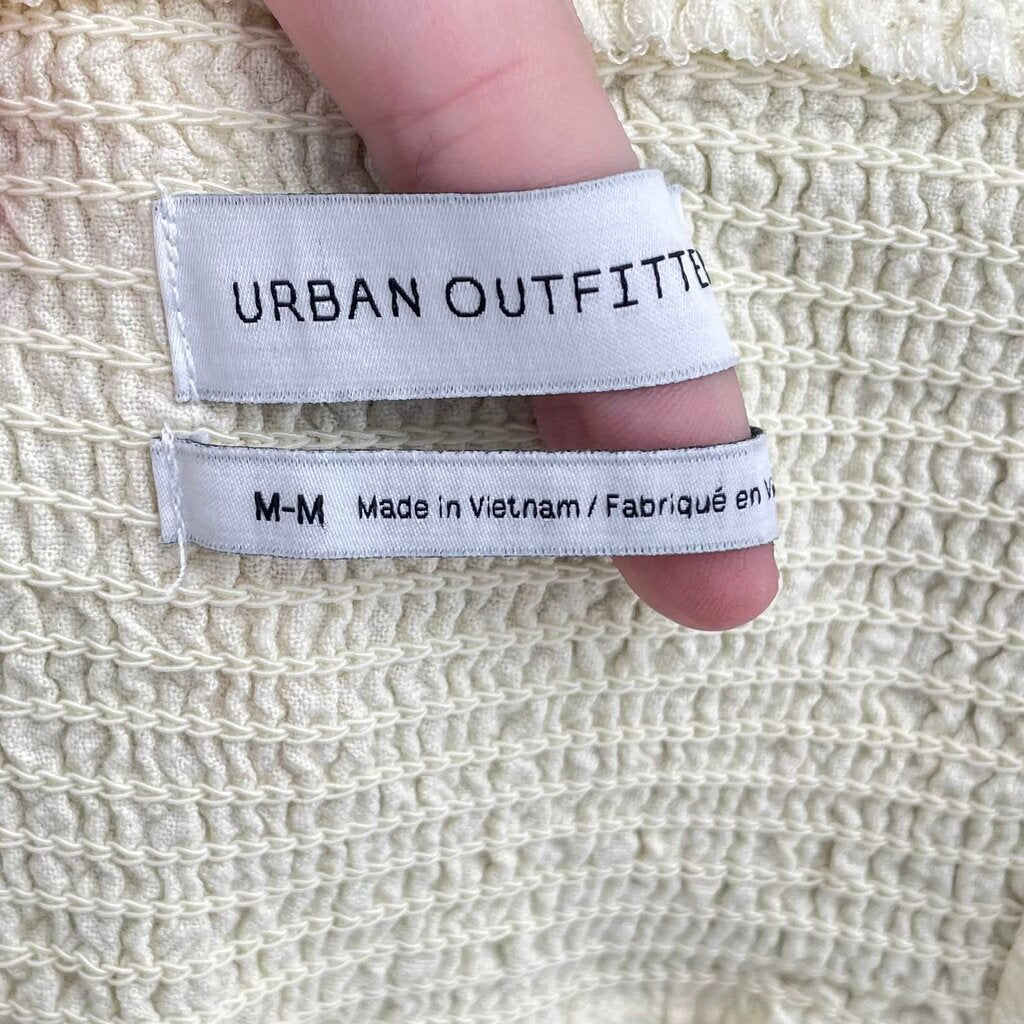 URBAN OUTFITTE
M-M Made in Vietnam / Fabriqué en